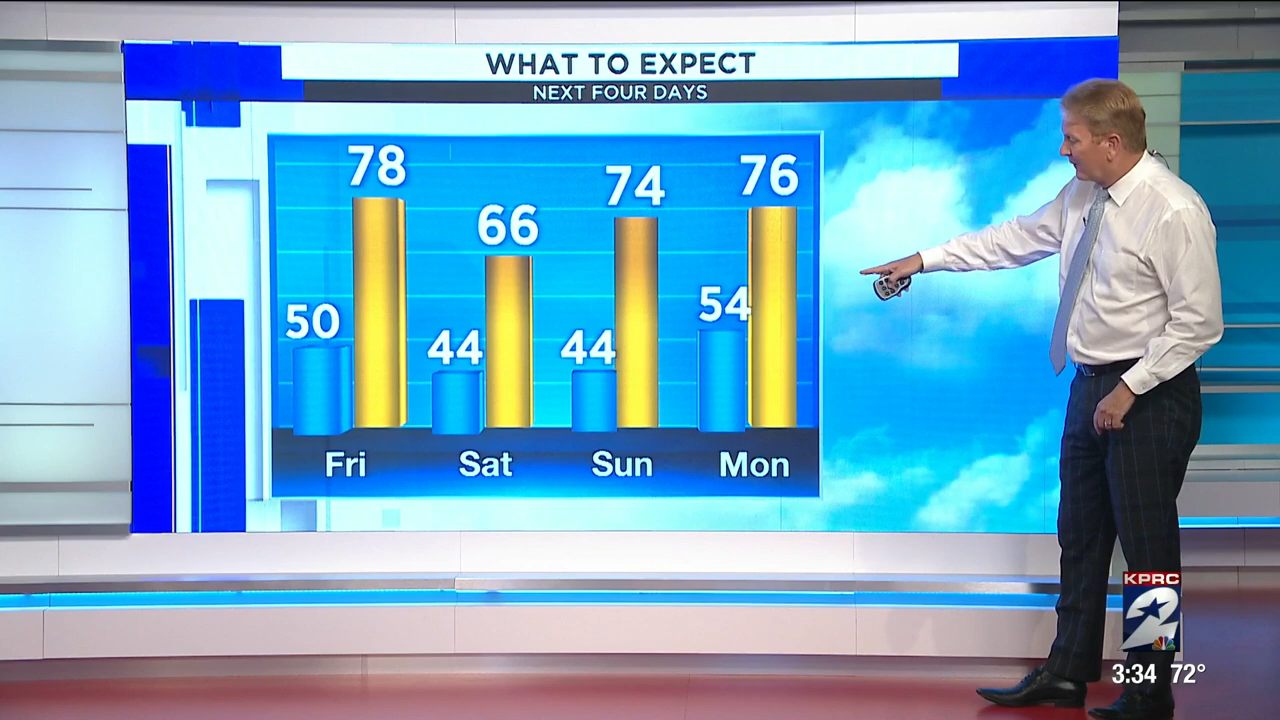 WHAT TO EXPECT
NEXT FOUR DAYS
78
66
74
76
50
44
44
54
Fri Sat Sun Mon
KPRC
2
3:34 72°